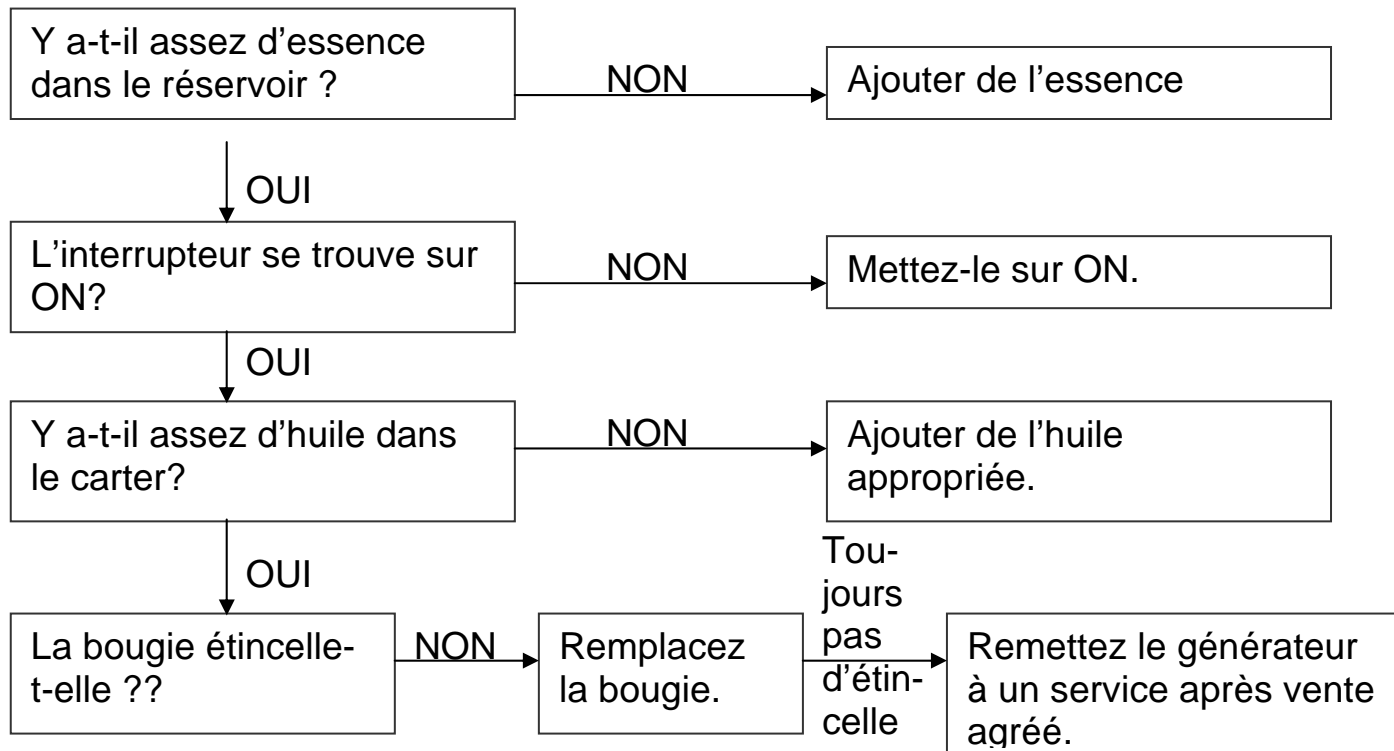 Y a-t-il assez d'essence
dans le réservoir ?
NON
Ajouter de l’essence
OUI
L’interrupteur se trouve sur
ON?
NON
Mettez-le sur ON.
OUI
Y a-t-il assez d’huile dans
le carter?
NON
Ajouter de l’huile
appropriée.
OUI
La bougie étincelle-
t-elle ??
NON
Remplacez
la bougie.
Tou-
jours
pas
d’étin-
celle
Remettez le générateur
à un service après vente
agréé.